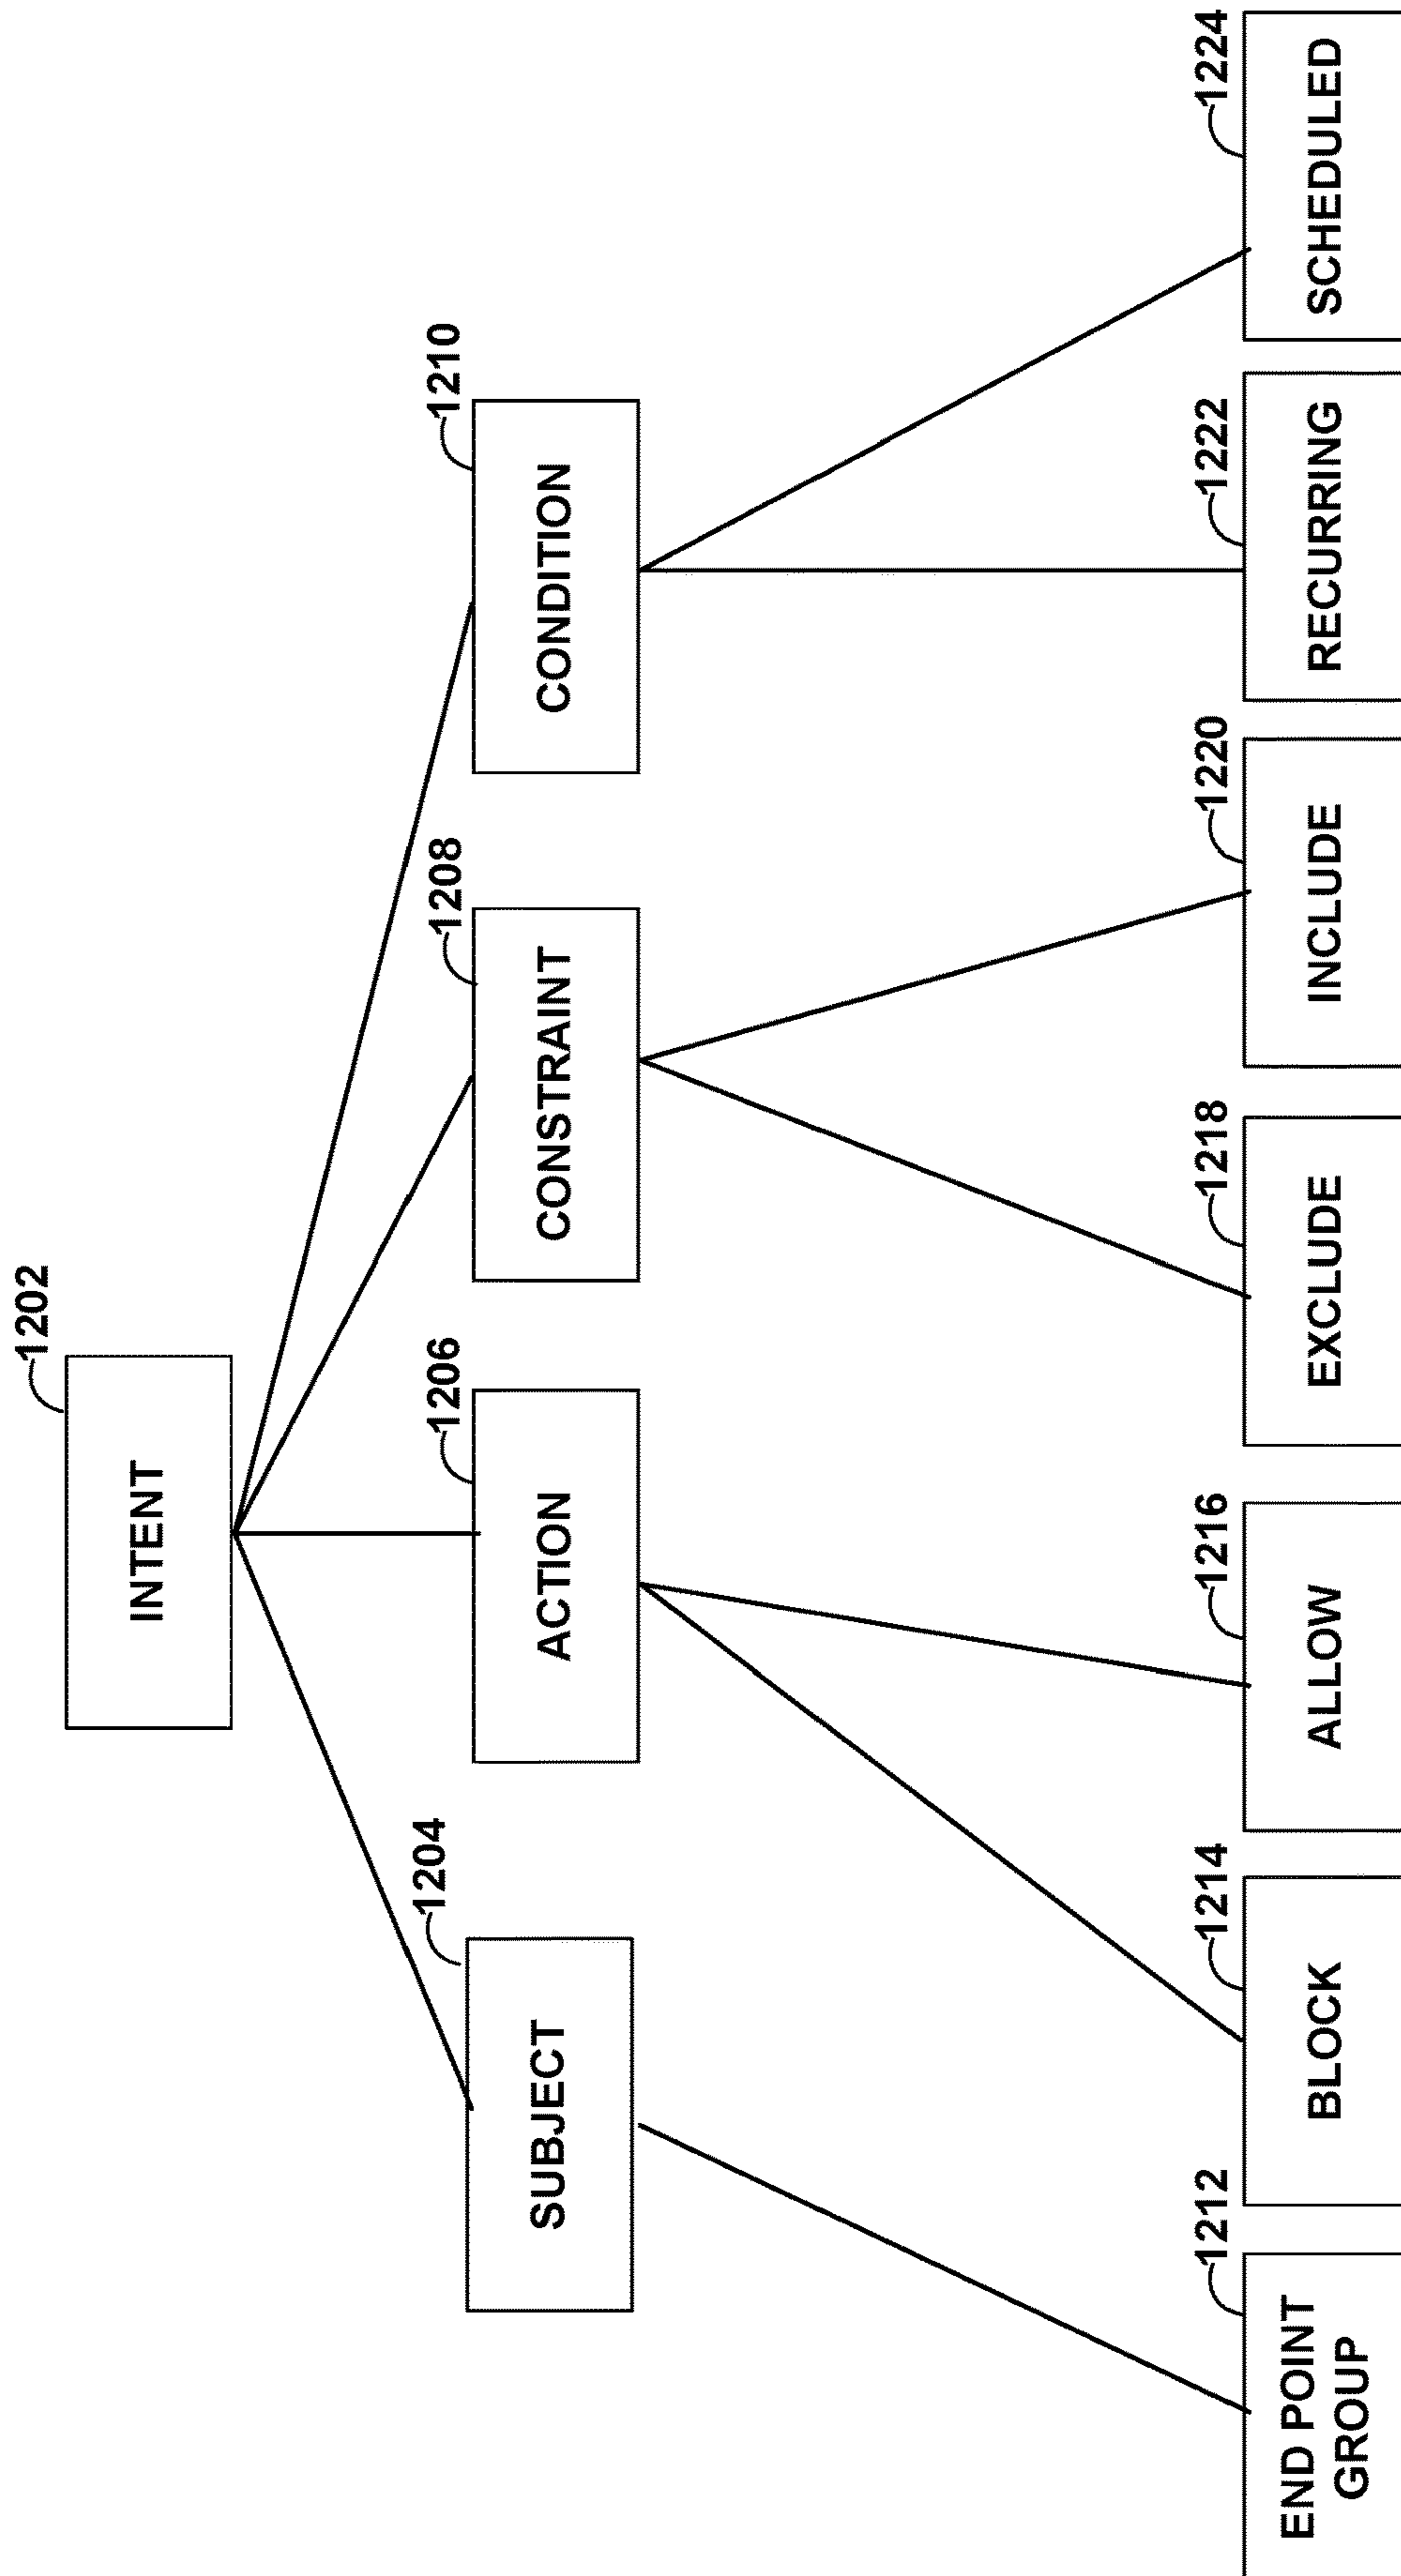 1202
INTENT
1204
1206
1208
1210
SUBJECT
ACTION
CONSTRAINT
CONDITION
1212
1214
1216
1218
1220
1222
1224
END POINT
GROUP
BLOCK
ALLOW
EXCLUDE
INCLUDE
RECURRING
SCHEDULED